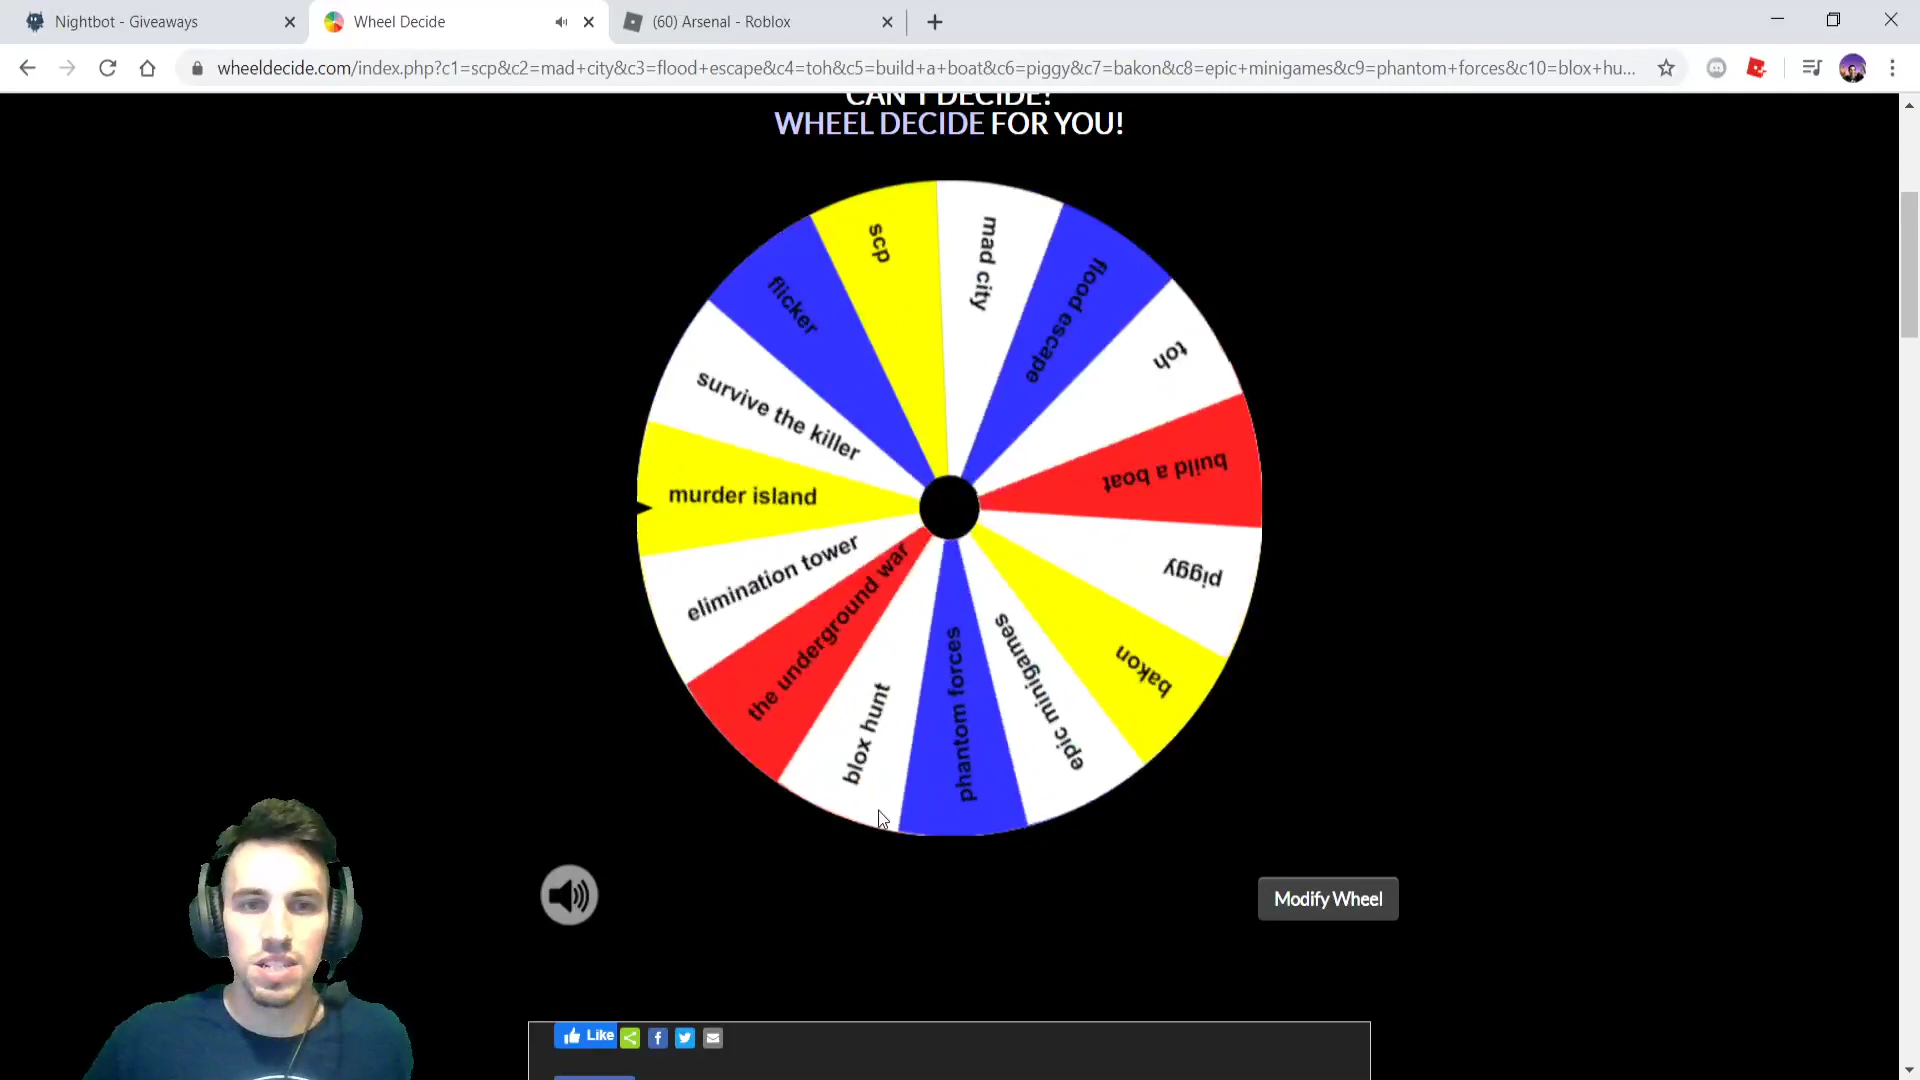 Nightbot - Giveaways
Wheel Decide
(60) Arsenal - Roblox
wheeldecide.com/index.php?c1=scp&c2=mad+city&c3=flood+escape&c4=toh&c5=build+a+boat&c6=piggy&c7=bakon&c8=epic+minigames&c9=phantom+forces&c10=blox+hu...
CAN'T DECIDE?
WHEEL DECIDE FOR YOU!
scp
mad city
flood escape
toh
build a boat
piggy
bakon
epic minigames
phantom forces
blox hunt
the underground war
elimination tower
murder island
survive the killer
flicker
Modify Wheel
Like